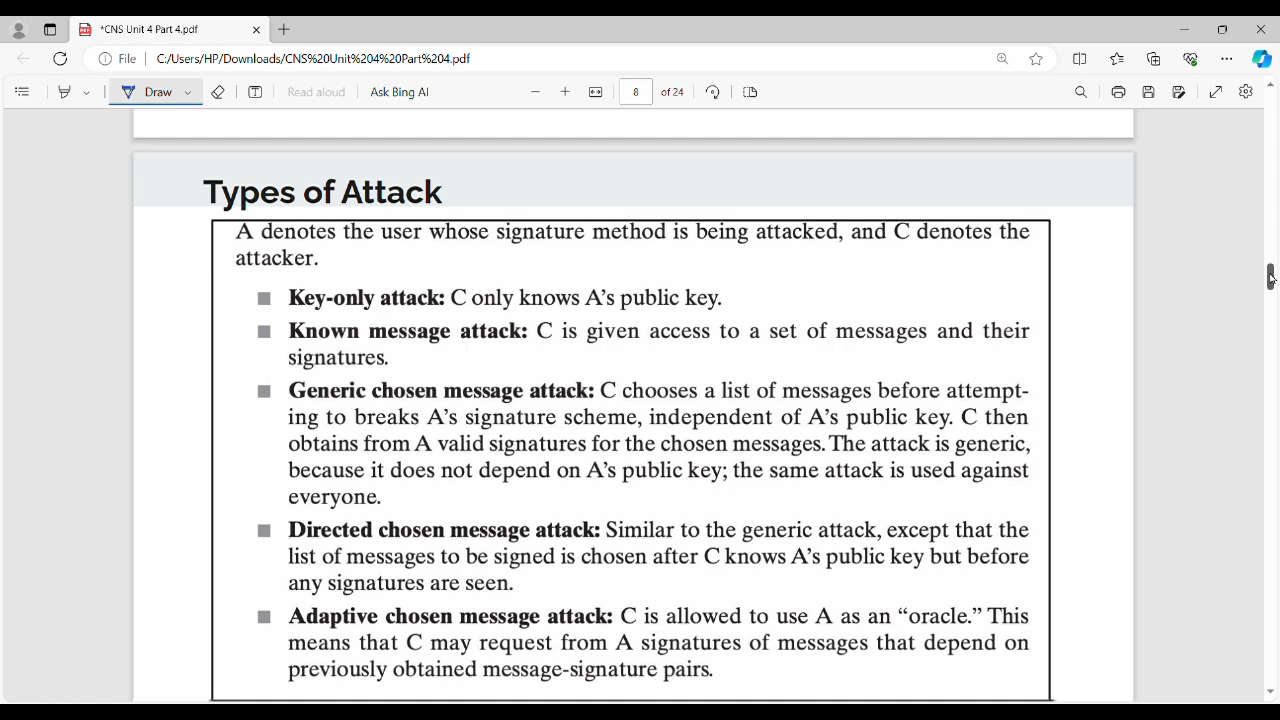 *CNS Unit 4 Part 4.pdf
File
C:/Users/HP/Downloads/CNS%20Unit%204%20Part%204.pdf
Draw
Read aloud
Ask Bing AI
8 of 24
Types of Attack
A denotes the user whose signature method is being attacked, and C denotes the
attacker.
Key-only attack: C only knows A’s public key.
Known message attack: C is given access to a set of messages and their
signatures.
Generic chosen message attack: C chooses a list of messages before attempt-
ing to breaks A’s signature scheme, independent of A’s public key. C then
obtains from A valid signatures for the chosen messages. The attack is generic,
because it does not depend on A’s public key; the same attack is used against
everyone.
Directed chosen message attack: Similar to the generic attack, except that the
list of messages to be signed is chosen after C knows A’s public key but before
any signatures are seen.
Adaptive chosen message attack: C is allowed to use A as an “oracle.” This
means that C may request from A signatures of messages that depend on
previously obtained message-signature pairs.